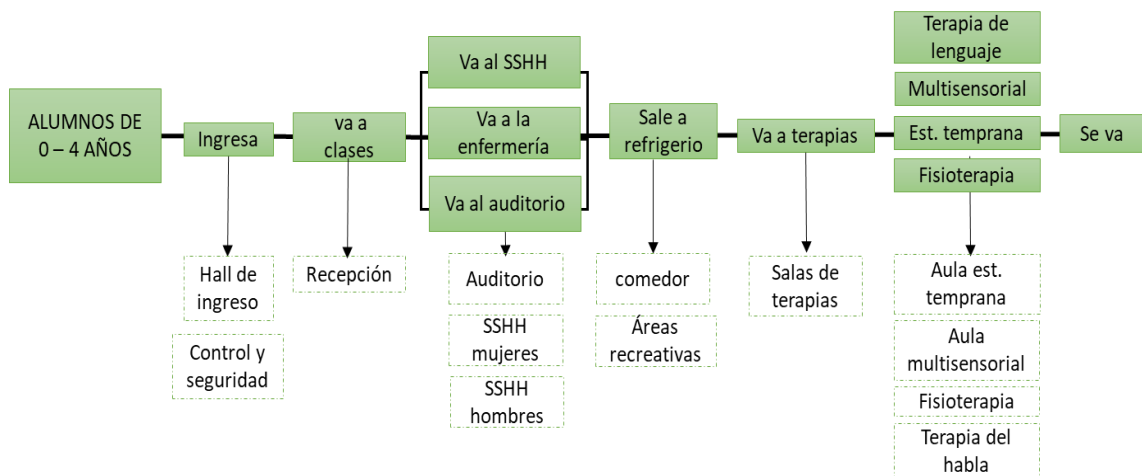 ALUMNOS DE
0 – 4 AÑOS
Ingresa
va a
clases
Va al SSHH
Va a la
enfermería
Va al auditorio
Sale a
refrigerio
Va a terapias
Terapia de
lenguaje
Multisensorial
Est. temprana
Fisioterapia
Se va
Hall de
ingreso
Control y
seguridad
Recepción
Auditorio
SSHH
mujeres
SSHH
hombres
comedor
Áreas
recreativas
Salas de
terapias
Aula est.
temprana
Aula
multisensorial
Fisioterapia
Terapia del
habla